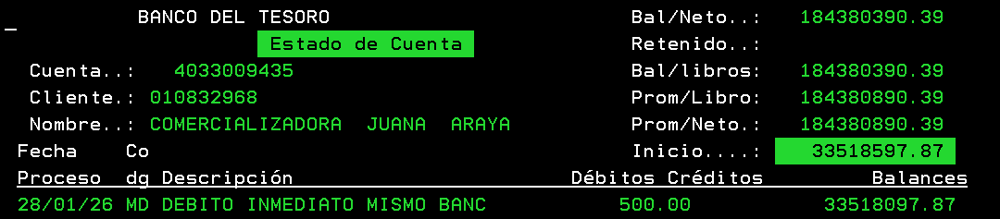 BANCO DEL TESORO Bal/Neto..: 184380390.39
Estado de Cuenta Retenido..:
Cuenta..: 4033009435 Bal/libros: 184380390.39
Cliente.: 010832968 Prom/Libro: 184380890.39
Nombre..: COMERCIALIZADORA JUANA ARAYA Prom/Neto.: 184380890.39
Fecha Co Inicio....: 33518597.87
Proceso dg Descripción Débitos Créditos Balances
28/01/26 MD DEBITO INMEDIATO MISMO BANC 500.00 33518097.87